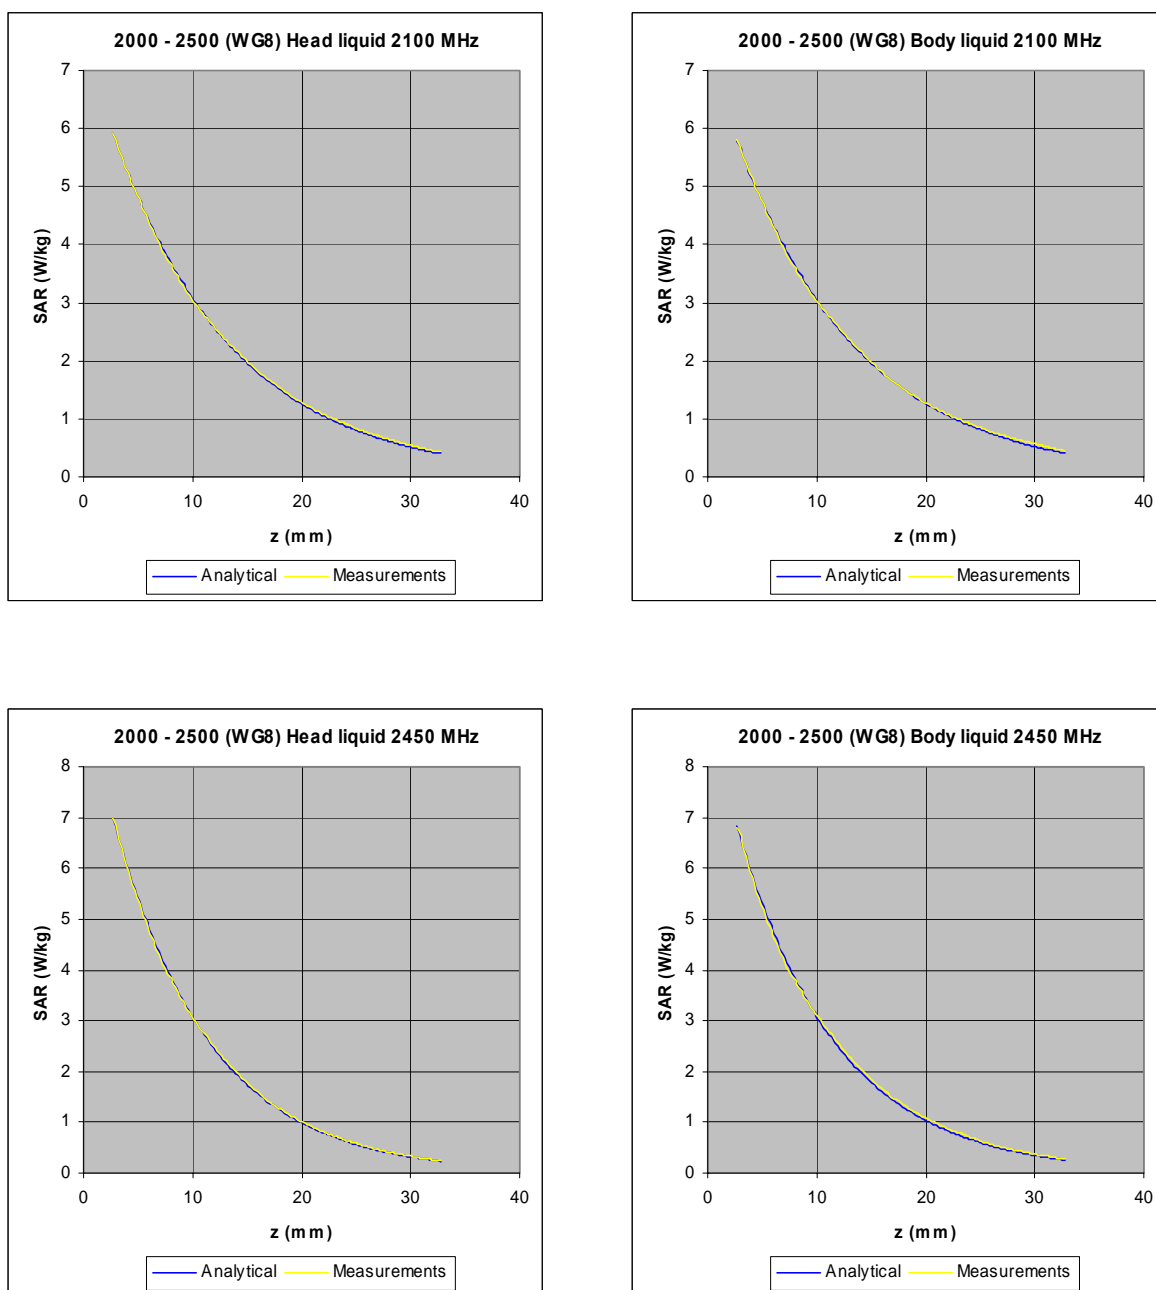 2000 - 2500 (WG8) Head liquid 2100 MHz
7
6
5
4
3
2
1
0
SAR (W/kg)
0 10 20 30 40
z (mm)
Analytical Measurements
2000 - 2500 (WG8) Body liquid 2100 MHz
7
6
5
4
3
2
1
0
SAR (W/kg)
0 10 20 30 40
z (mm)
Analytical Measurements
2000 - 2500 (WG8) Head liquid 2450 MHz
8
7
6
5
4
3
2
1
0
SAR (W/kg)
0 10 20 30 40
z (mm)
Analytical Measurements
2000 - 2500 (WG8) Body liquid 2450 MHz
8
7
6
5
4
3
2
1
0
SAR (W/kg)
0 10 20 30 40
z (mm)
Analytical Measurements